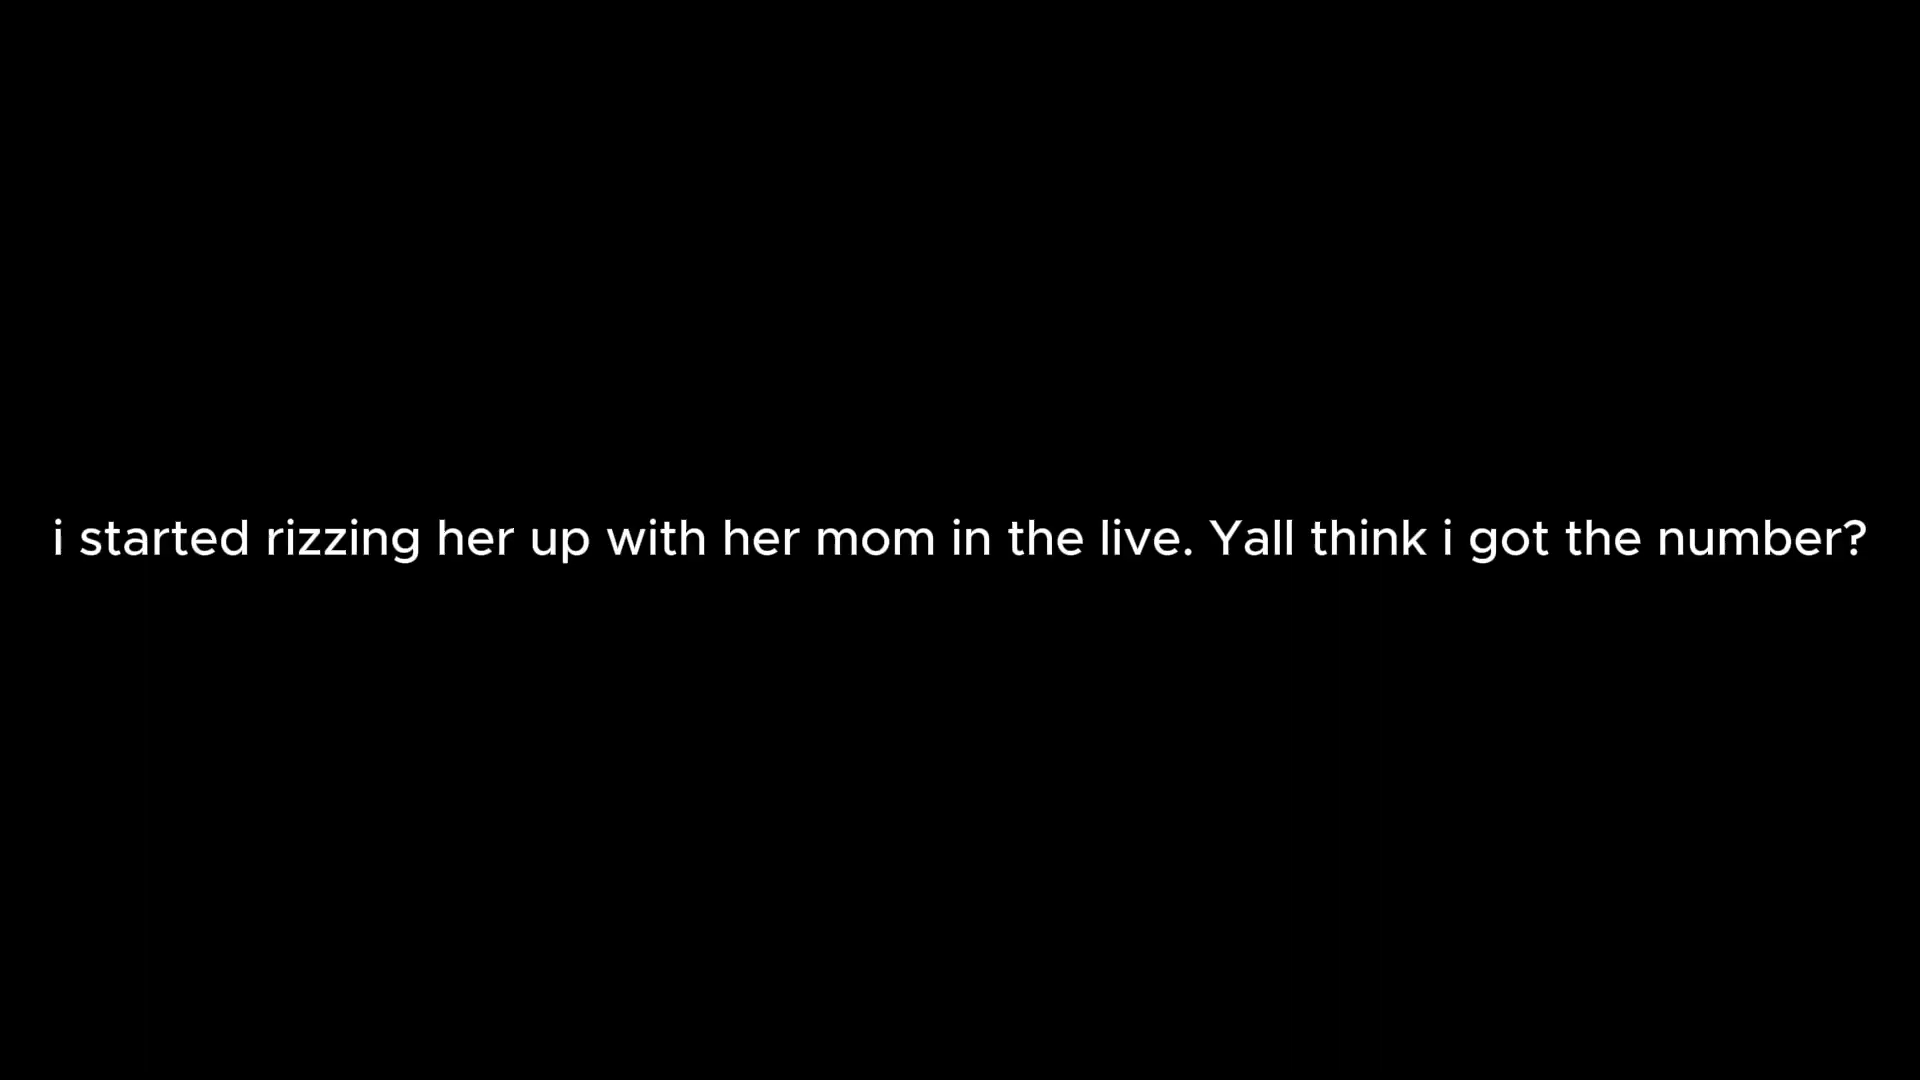 i started rizzing her up with her mom in the live. Yall think i got the number?